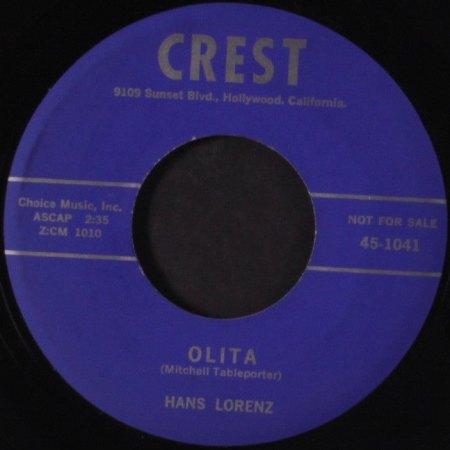 CREST
9109 Sunset Blvd., Hollywood, California.
Choice Music, Inc.
ASCAP 2:35
Z:CM 1010
NOT FOR SALE
45-1041
OLITA
(Mitchell Tableporter)
HANS LORENZ